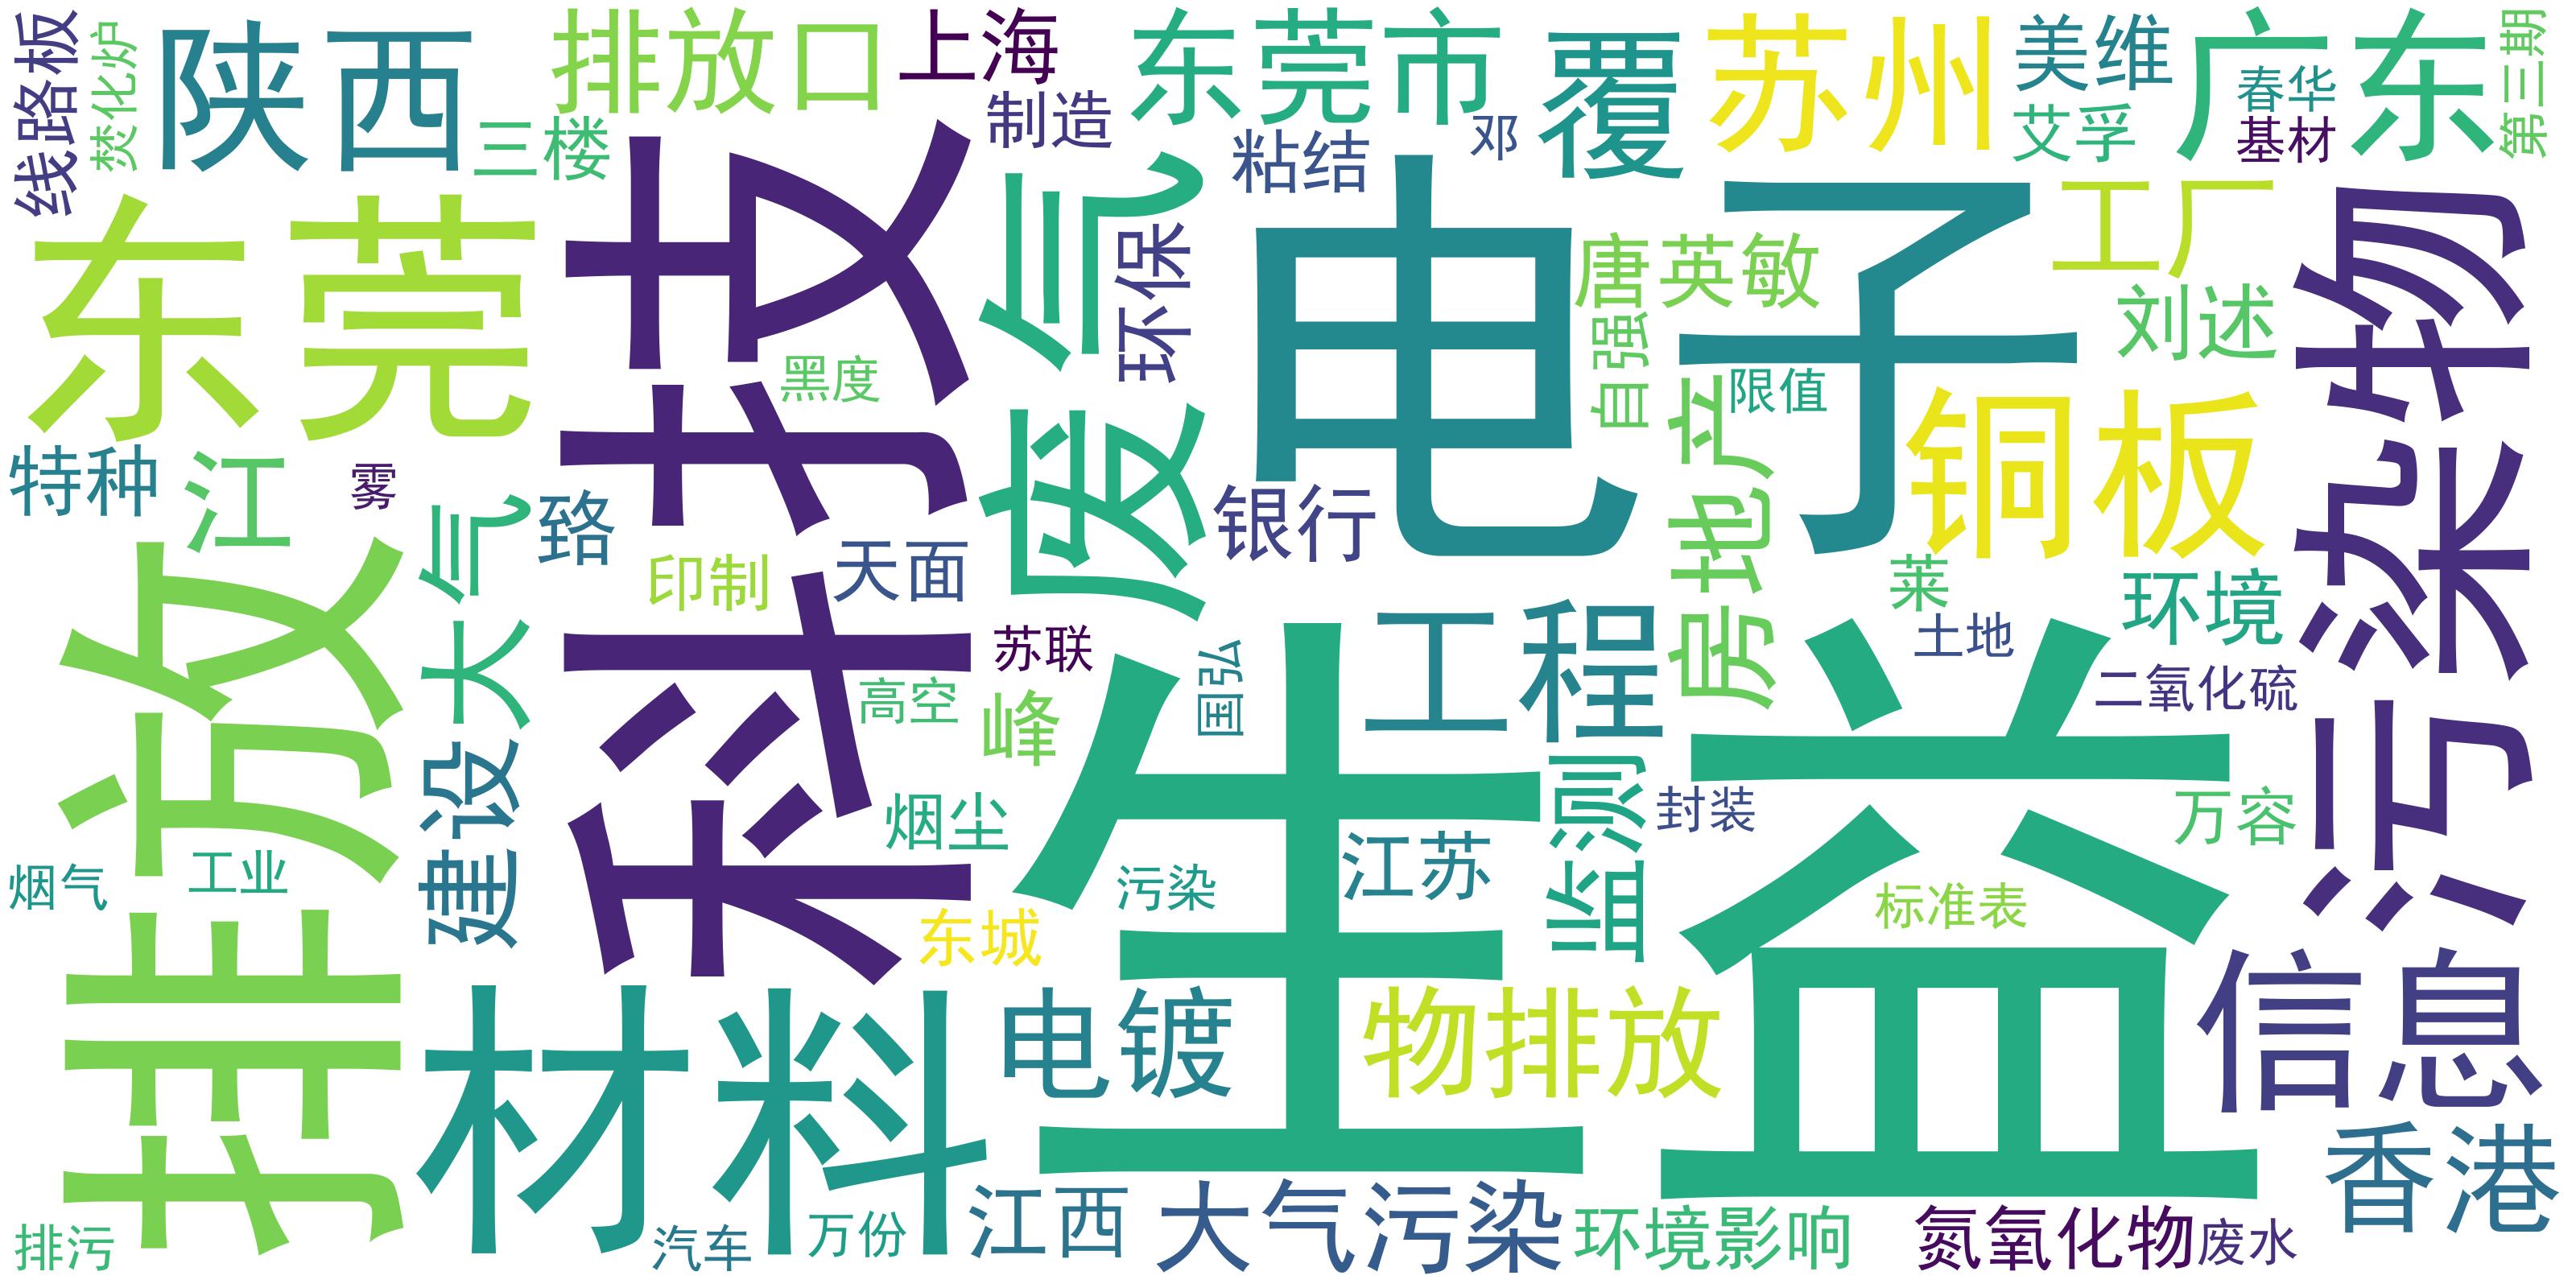 线路板
焚化炉
陕西
排放口
三楼
上海
制造
东莞市
粘结
邓
覆
苏州
美维
艾孚
广东
春华
基材
第三期
东莞
科技
废气
环保
电子
唐英敏
自强
工厂
刘述
污染物
黑度
限值
铜板
房地产
特种
江
雾
大气
路
印制
天面
银行
莱
环境
土地
二氧化硫
排放
建设
苏联
高空
峰
国弘
工程
生益
烟尘
监测
封装
万容
烟气
工业
污染
江苏
东城
标准表
信息
材料
电镀
物排放
香港
排污
汽车
万份
江西
大气污染
环境影响
氮氧化物
废水